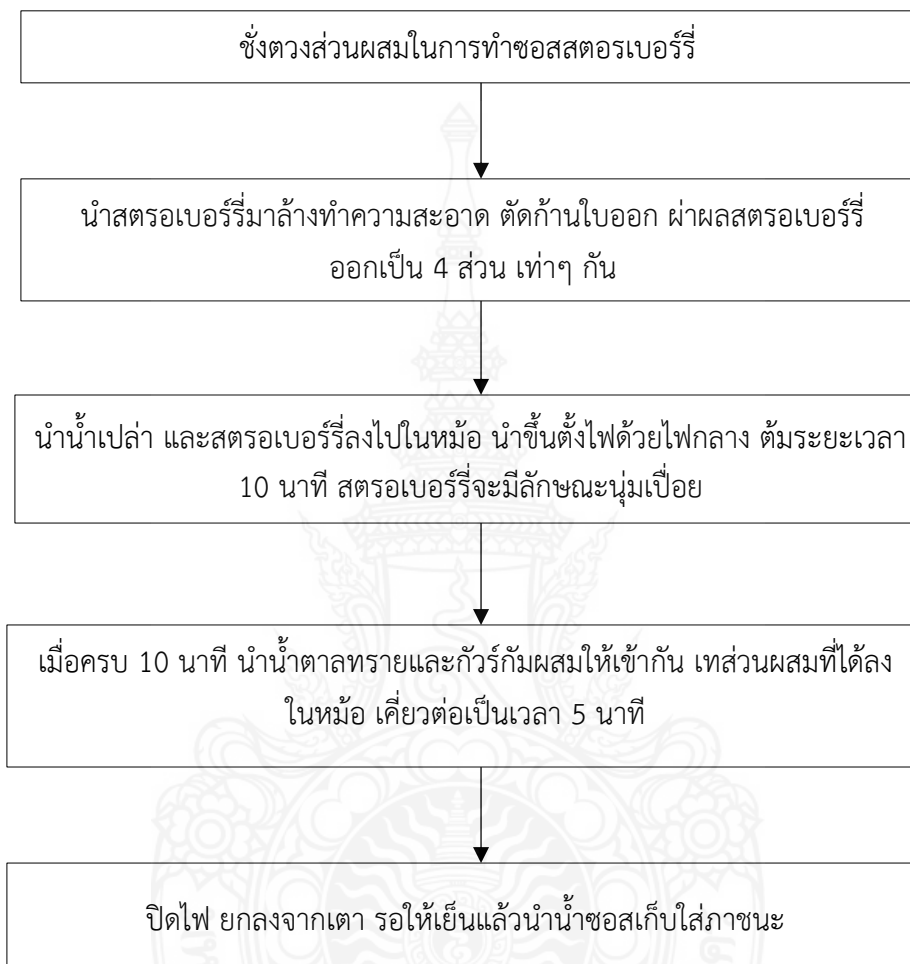 ชั่งตวงส่วนผสมในการทำซอสสตอรเบอร์รี่
นำสตรอเบอร์รี่มาล้างทำความสะอาด ตัดก้านใบออก ผ่าผลสตรอเบอร์รี่
ออกเป็น 4 ส่วน เท่าๆ กัน
นำน้ำเปล่า และสตรอเบอร์รี่ลงไปในหม้อ นำขึ้นตั้งไฟด้วยไฟกลาง ต้มระยะเวลา
10 นาที สตรอเบอร์รี่จะมีลักษณะนุ่มเปื่อย
เมื่อครบ 10 นาที นำน้ำตาลทรายและกัวร์กัมผสมให้เข้ากัน เทส่วนผสมที่ได้ลง
ในหม้อ เคี่ยวต่อเป็นเวลา 5 นาที
ปิดไฟ ยกลงจากเตา รอให้เย็นแล้วนำน้ำซอสเก็บใส่ภาชนะ